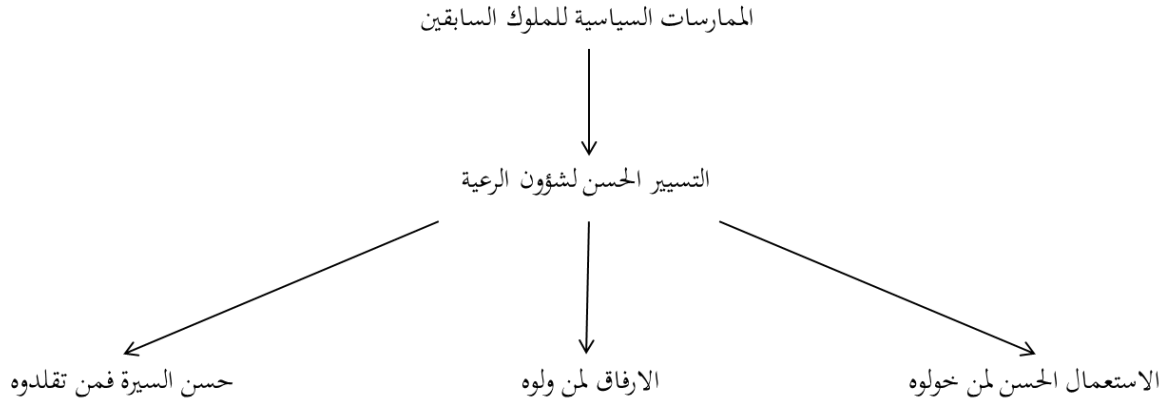 الممارسات السياسية للملوك السابقين
التسيير الحسن لشؤون الرعية
الاستعمال الحسن لمن خولوه
الارفاق لمن ولوه
حسن السيرة فمن تقلدوه